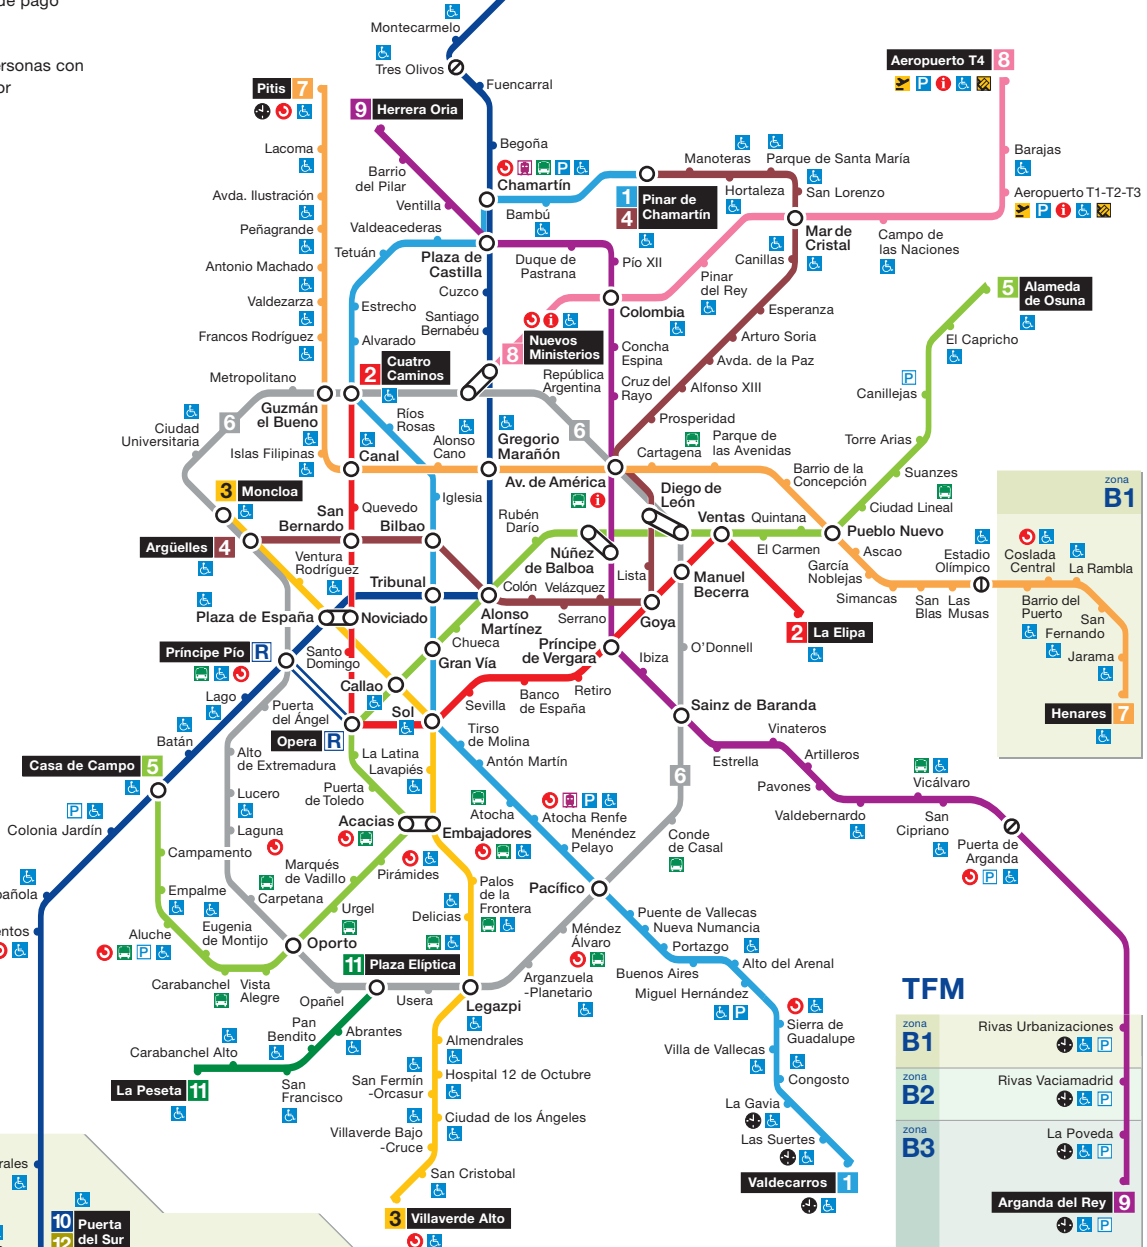 de pago
ersonas con
or
Montecarmelo
Tres Olivos
Fuencarral
Begoña
Aeropuerto T4 8
Barajas
Aeropuerto T1-T2-T3
Pitis 7
9 Herrera Oria
Lacoma
Barrio
del Pilar
Ventilla
Avda. Ilustración
Peñagrande
Antonio Machado
Valdezarza
Francos Rodríguez
Chamartín
Bambú
Manoteras
Parque de Santa María
Hortaleza
San Lorenzo
1 Pinar de
4 Chamartín
Mar de
Cristal
Campo de
las Naciones
Valdeacederas
Tetuán
Plaza de
Castilla
Duque de
Pastrana
Pío XII
Canillas
Pinar
del Rey
Cuzco
Estrecho
Santiago
Bernabéu
Alvarado
Colombia
Esperanza
Arturo Soria
Avda. de la Paz
Alfonso XIII
Prosperidad
8 Nuevos
Ministerios
Concha
Espina
Cruz del
Rayo
República
Argentina
5 Alameda
de Osuna
El Capricho
Canillejas
Torre Arias
Suanzes
Ciudad Lineal
2 Cuatro
Caminos
Metropolitano
Guzmán
el Bueno
6
Ciudad
Universitaria
Islas Filipinas
Ríos
Rosas
Alonso
Cano
Canal
Gregorio
Marañón
6
Cartagena
Parque de
las Avenidas
Barrio de la
Concepción
Av. de América
Diego de
León
3 Moncloa
San
Bernardo
Quevedo
Bilbao
Iglesia
Rubén
Darío
Núñez
de Balboa
Ventas
Quintana
El Carmen
Pueblo Nuevo
Argüelles 4
Ventura
Rodríguez
Tribunal
Colón
Velázquez
Lista
Serrano
Goya
Manuel
Becerra
Ascao
García
Noblejas
Simancas
San
Blas
Las
Musas
Estadio
Olímpico
zona
B1
Coslada
Central
La Rambla
Barrio del
Puerto
San
Fernando
Jarama
Henares 7
Plaza de España
Noviciado
Alonso
Martínez
2 La Elipa
Príncipe Pío R
Santo
Domingo
Chueca
Gran Vía
Príncipe
de Vergara
O'Donnell
Ibiza
Callao
Sol
Sevilla
Banco
de España
Retiro
Lago
Batán
Puerta
del Ángel
Opera R
Sainz de Baranda
Casa de Campo 5
Alto
de Extremadura
La Latina
Lavapiés
Tirso
de Molina
Antón Martín
Vinateros
Estrella
Artilleros
Pavones
Valdebernardo
Vicálvaro
San
Cipriano
Puerta de
Arganda
6
Colonia Jardín
Lucero
Laguna
Puerta
de Toledo
Acacias
Embajadores
Atocha
Atocha Renfe
Menéndez
Pelayo
Conde
de Casal
Campamento
Marqués
de Vadillo
Pirámides
Pacífico
añola
Empalme
Carpetana
Urgel
Palos
de la
Frontera
Delicias
entos
Aluche
Eugenia
de Montijo
Oporto
Méndez
Álvaro
Puente de Vallecas
Nueva Numancia
Portazgo
Buenos Aires
Alto del Arenal
Miguel Hernández
11 Plaza Elíptica
Carabanchel
Vista
Alegre
Opañel
Usera
Legazpi
Arganzuela
-Planetario
Sierra de
Guadalupe
Villa de Vallecas
Congosto
La Gavia
Las Suertes
Valdecarros 1
Pan
Bendito
Abrantes
Carabanchel Alto
La Peseta 11
San
Francisco
Almendrales
San Fermín
-Orcasur
Hospital 12 de Octubre
Ciudad de los Ángeles
Villaverde Bajo
-Cruce
San Cristobal
3 Villaverde Alto
rales
10 Puerta
12 del Sur
TFM
zona
B1
Rivas Urbanizaciones
zona
B2
Rivas Vaciamadrid
zona
B3
La Poveda
Arganda del Rey 9